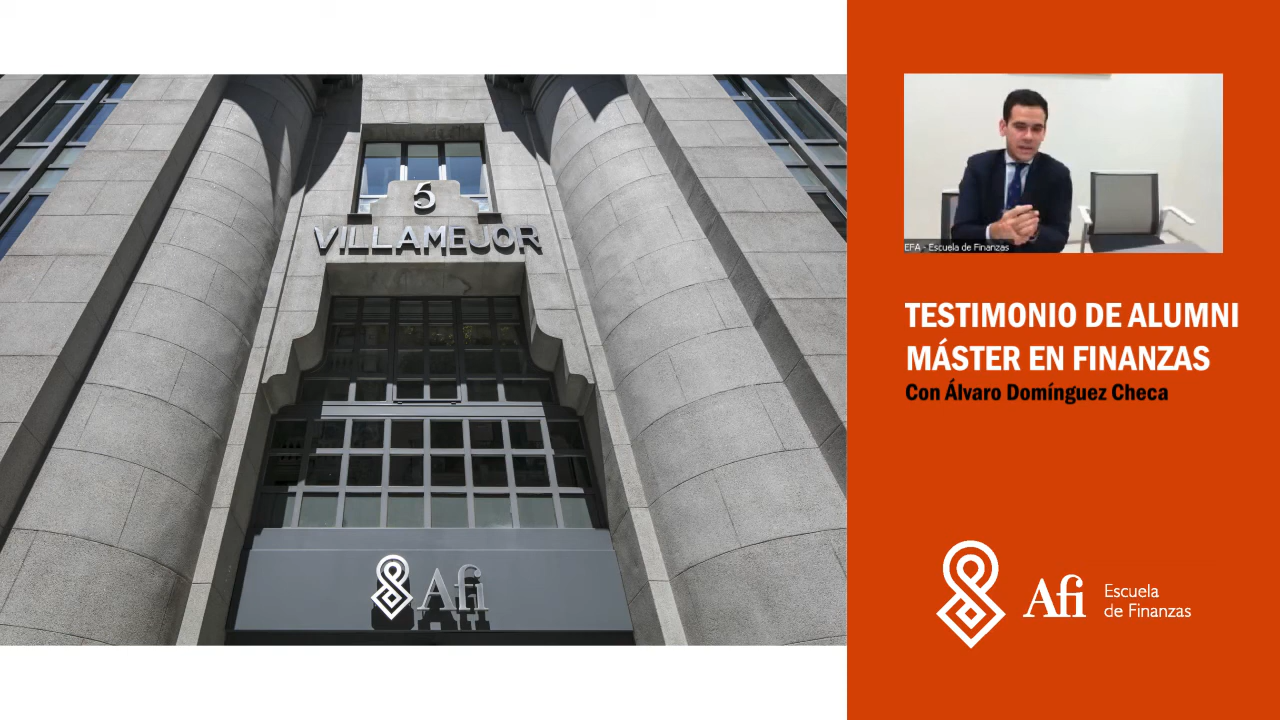 5
VILLAMEJOR
Afi
EFA - Escuela de Finanzas
TESTIMONIO DE ALUMNI
MÁSTER EN FINANZAS
Con Álvaro Domínguez Checa
Afi
Escuela
de Finanzas